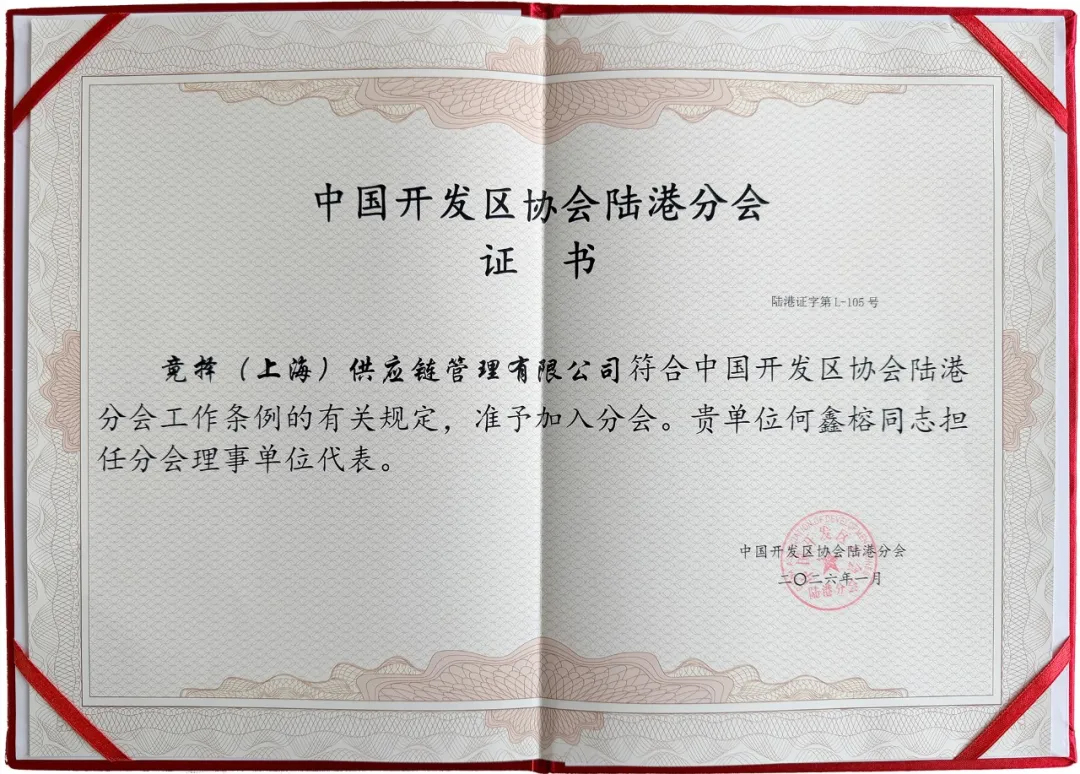 中国开发区协会陆港分会
证 书
陆港证字第L-105号
竞择（上海）供应链管理有限公司符合中国开发区协会陆港
分会工作条例的有关规定，准予加入分会。贵单位何鑫榕同志担
任分会理事单位代表。
中国开发区协会陆港分会
二〇二六年一月
陆港分会